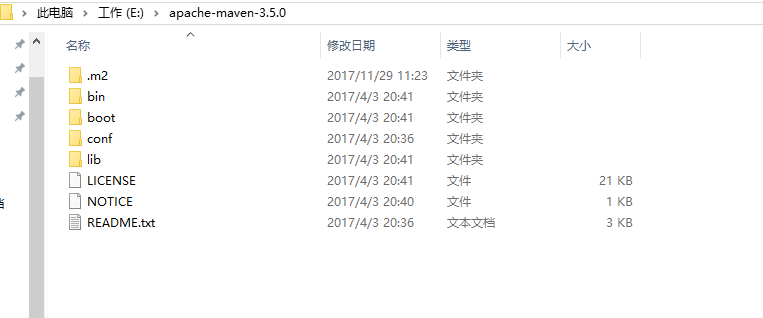 此电脑 > 工作 (E:) > apache-maven-3.5.0
名称 修改日期 类型 大小
.m2 2017/11/29 11:23 文件夹
bin 2017/4/3 20:41 文件夹
boot 2017/4/3 20:41 文件夹
conf 2017/4/3 20:36 文件夹
lib 2017/4/3 20:41 文件夹
LICENSE 2017/4/3 20:41 文件 21 KB
NOTICE 2017/4/3 20:40 文件 1 KB
README.txt 2017/4/3 20:36 文本文档 3 KB